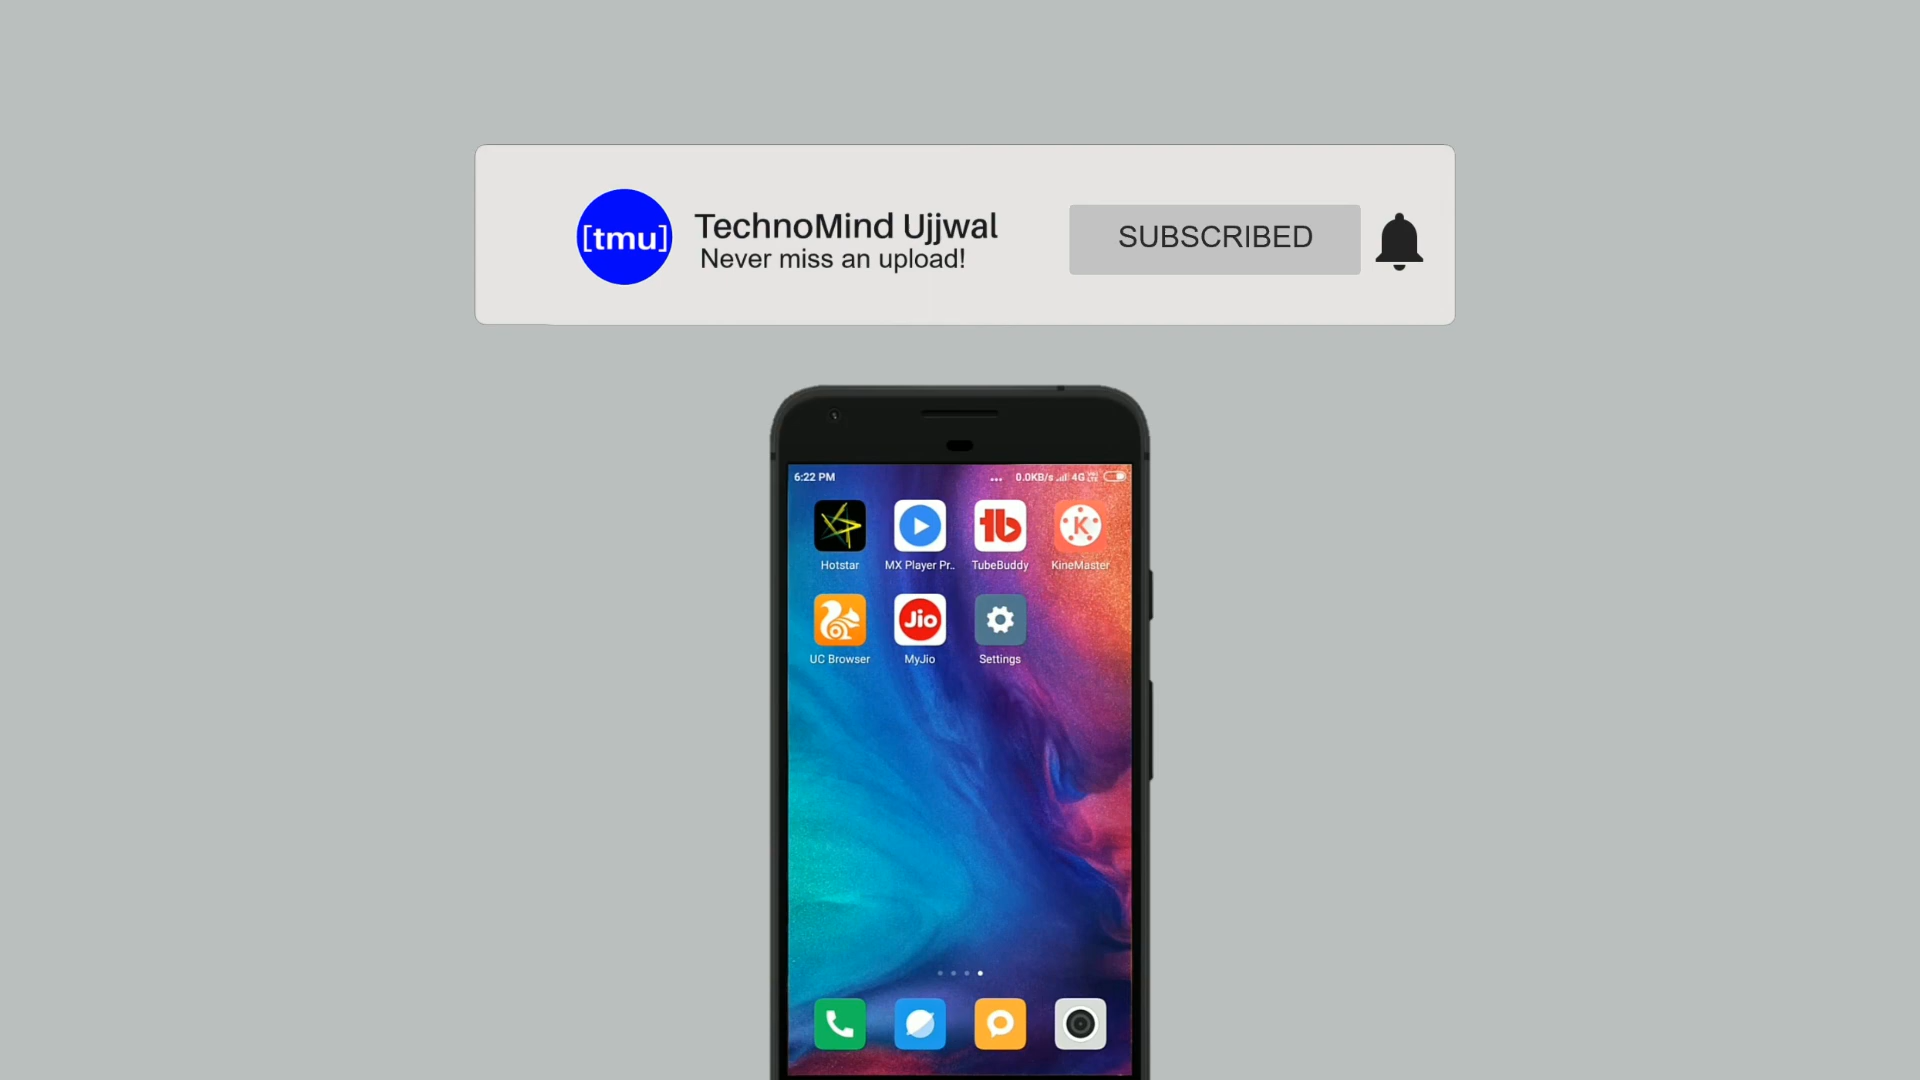 [tmu]
TechnoMind Ujjwal
Never miss an upload!
SUBSCRIBED
6:22 PM
... 0.0KB/s 4G
Hotstar
MX Player Pr..
TubeBuddy
KineMaster
Jio
UC Browser
MyJio
Settings